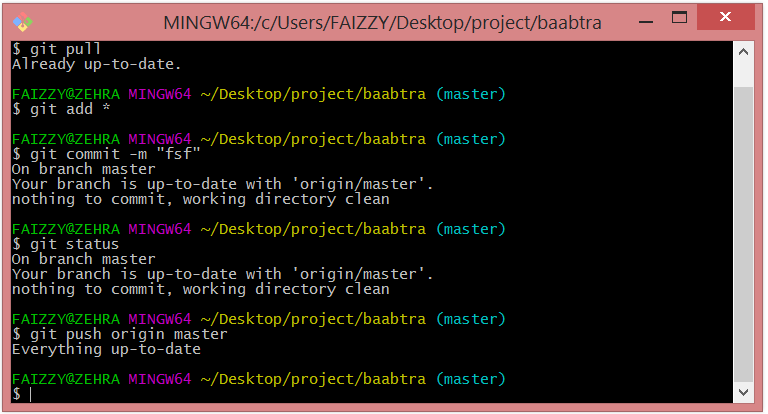 MINGW64:/c/Users/FAIZZY/Desktop/project/baabtra
$ git pull
Already up-to-date.
FAIZZY@ZEHRA MINGW64 ~/Desktop/project/baabtra (master)
$ git add *
FAIZZY@ZEHRA MINGW64 ~/Desktop/project/baabtra (master)
$ git commit -m "fsf"
On branch master
Your branch is up-to-date with 'origin/master'.
nothing to commit, working directory clean
FAIZZY@ZEHRA MINGW64 ~/Desktop/project/baabtra (master)
$ git status
On branch master
Your branch is up-to-date with 'origin/master'.
nothing to commit, working directory clean
FAIZZY@ZEHRA MINGW64 ~/Desktop/project/baabtra (master)
$ git push origin master
Everything up-to-date
FAIZZY@ZEHRA MINGW64 ~/Desktop/project/baabtra (master)
$